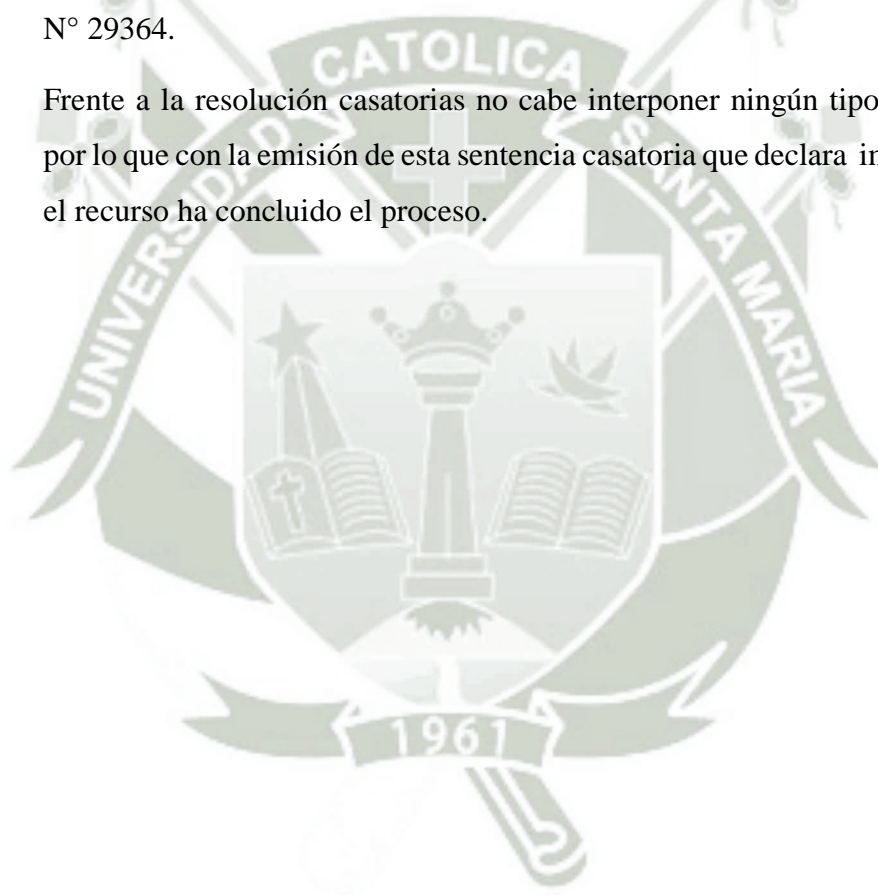 N° 29364.
Frente a la resolución casatorias no cabe interponer ningún tipo
por lo que con la emisión de esta sentencia casatoria que declara
el recurso ha concluido el proceso.
UNIVERSIDAD CATOLICA SANTA MARIA
1961